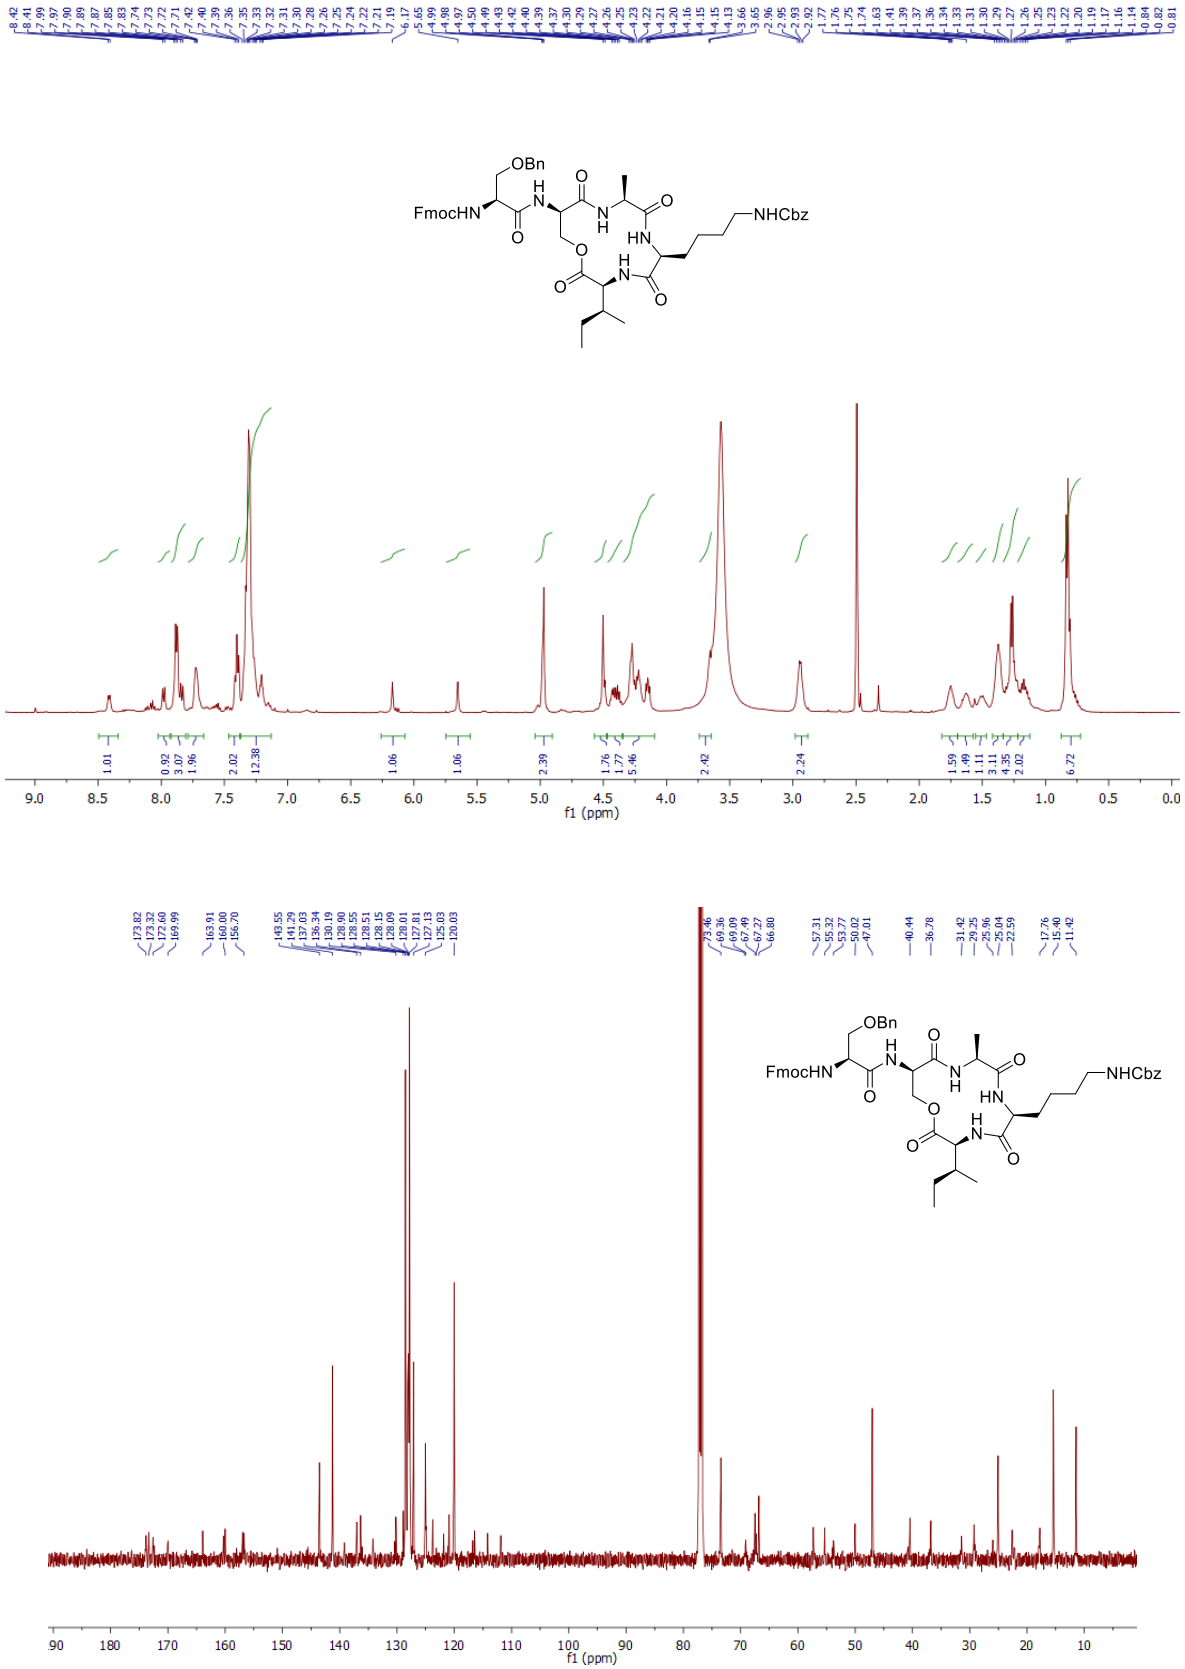 8.42 8.41 7.99 7.97 7.90 7.89 7.87 7.85 7.83 7.74 7.73 7.72 7.71 7.42 7.40 7.39 7.36 7.35 7.33 7.32 7.31 7.30 7.28 7.26 7.25 7.24 7.22 7.21 7.19 6.17 5.65 4.99 4.98 4.97 4.50 4.49 4.43 4.42 4.40 4.39 4.37 4.30 4.29 4.27 4.26 4.25 4.23 4.22 4.21 4.20 4.16 4.15 4.15 4.13 3.66 3.65 2.96 2.95 2.93 2.92 1.77 1.76 1.75 1.74 1.63 1.41 1.39 1.37 1.36 1.34 1.33 1.31 1.30 1.29 1.27 1.26 1.25 1.23 1.22 1.20 1.19 1.17 1.16 1.14 0.84 0.82 0.81
OBn
H N O
FmocHN O N H O NHCbz
O HN
O H N
O O
1.01 0.92 3.07 1.96 2.02 12.38 1.06 1.06 2.39 1.76 1.77 5.46 2.42 2.24 1.59 1.49 1.11 3.11 4.35 2.02 6.72
9.0 8.5 8.0 7.5 7.0 6.5 6.0 5.5 5.0 4.5 4.0 3.5 3.0 2.5 2.0 1.5 1.0 0.5 0.0
f1 (ppm)
173.82 173.32 172.60 169.99 163.91 160.00 156.70 143.55 141.29 137.03 136.34 130.19 128.90 128.55 128.51 128.15 128.09 128.01 127.81 127.13 125.03 120.03 73.46 69.36 69.09 67.49 67.27 66.80 57.31 55.32 53.77 50.02 47.01 40.44 36.78 31.42 29.25 25.96 25.04 22.59 17.76 15.40 11.42
OBn
H N O
FmocHN O N H O NHCbz
O HN
O H N
O O
90 180 170 160 150 140 130 120 110 100 90 80 70 60 50 40 30 20 10
f1 (ppm)